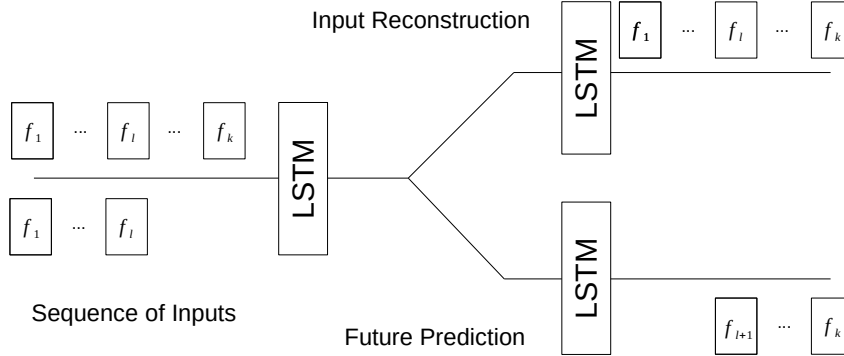 Input Reconstruction
LSTM
f₁ ... fₗ ... fₖ
f₁ ... fₗ ... fₖ
LSTM
f₁ ... fₗ
LSTM
Sequence of Inputs
Future Prediction
fₗ₊₁ ... fₖ